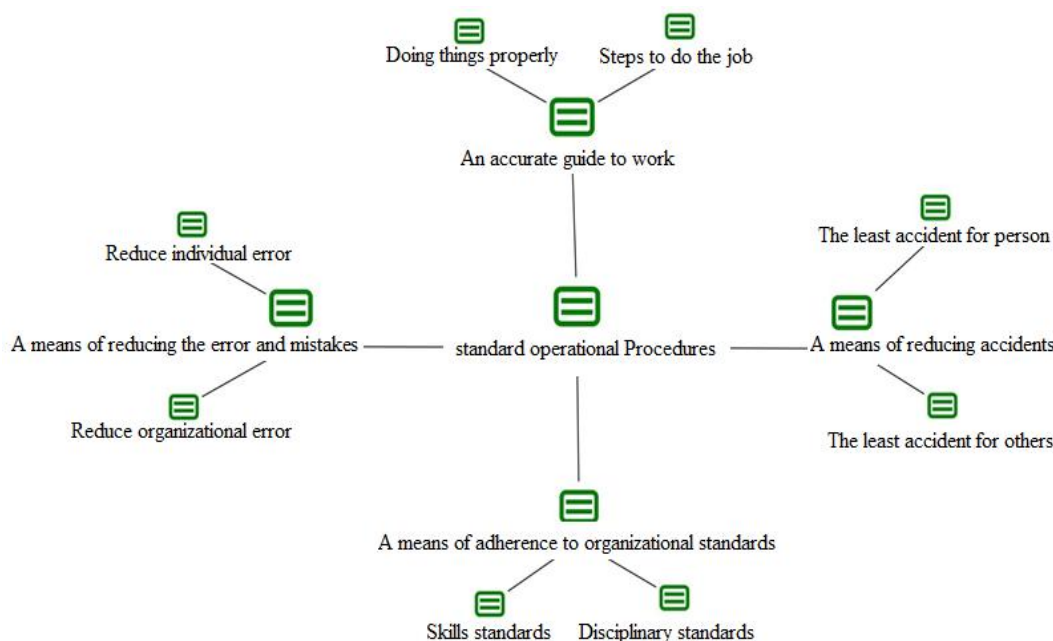 Doing things properly
Steps to do the job
An accurate guide to work
Reduce individual error
The least accident for person
A means of reducing the error and mistakes
standard operational Procedures
A means of reducing accidents
Reduce organizational error
The least accident for others
A means of adherence to organizational standards
Skills standards
Disciplinary standards